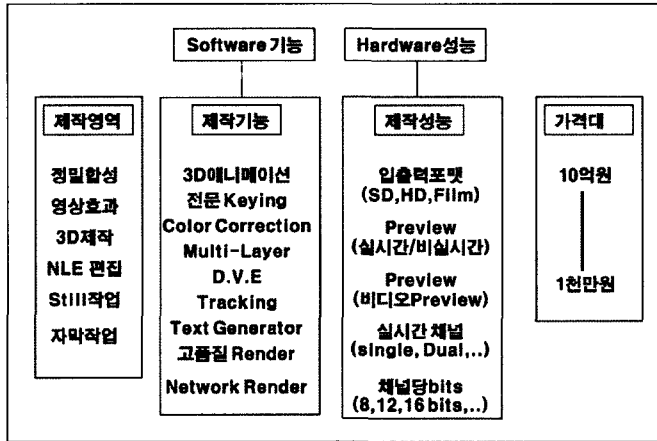 Software 기능
Hardware성능
제작영역
정밀합성
영상효과
3D제작
NLE 편집
Still작업
자막작업
제작기능
3D애니메이션
전문 Keying
Color Correction
Multi-Layer
D.V.E
Tracking
Text Generator
고품질 Render
Network Render
제작성능
입출력포맷
(SD,HD,Film)
Preview
(실시간/비실시간)
Preview
(비디오Preview)
실시간 채널
(single, Dual,..)
채널당bits
(8,12,16 bits,..)
가격대
10억원
1천만원